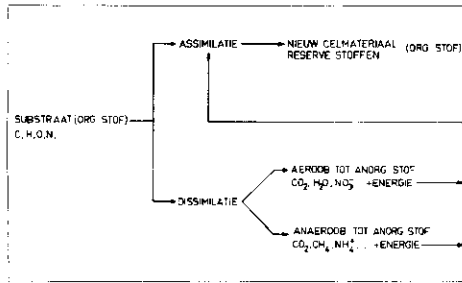 ASSIMILATIE
NIEUW CELMATERIAAL (ORG STOF)
RESERVE STOFFEN
SUBSTRAAT (ORG STOF)
C, H, O, N,
DISSIMILATIE
AEROOB TOT ANORG STOF
CO₂, H₂O, NO₃⁻ +ENERGIE
ANAEROOB TOT ANORG STOF
CO₂, CH₄, NH₄⁺, . +ENERGIE